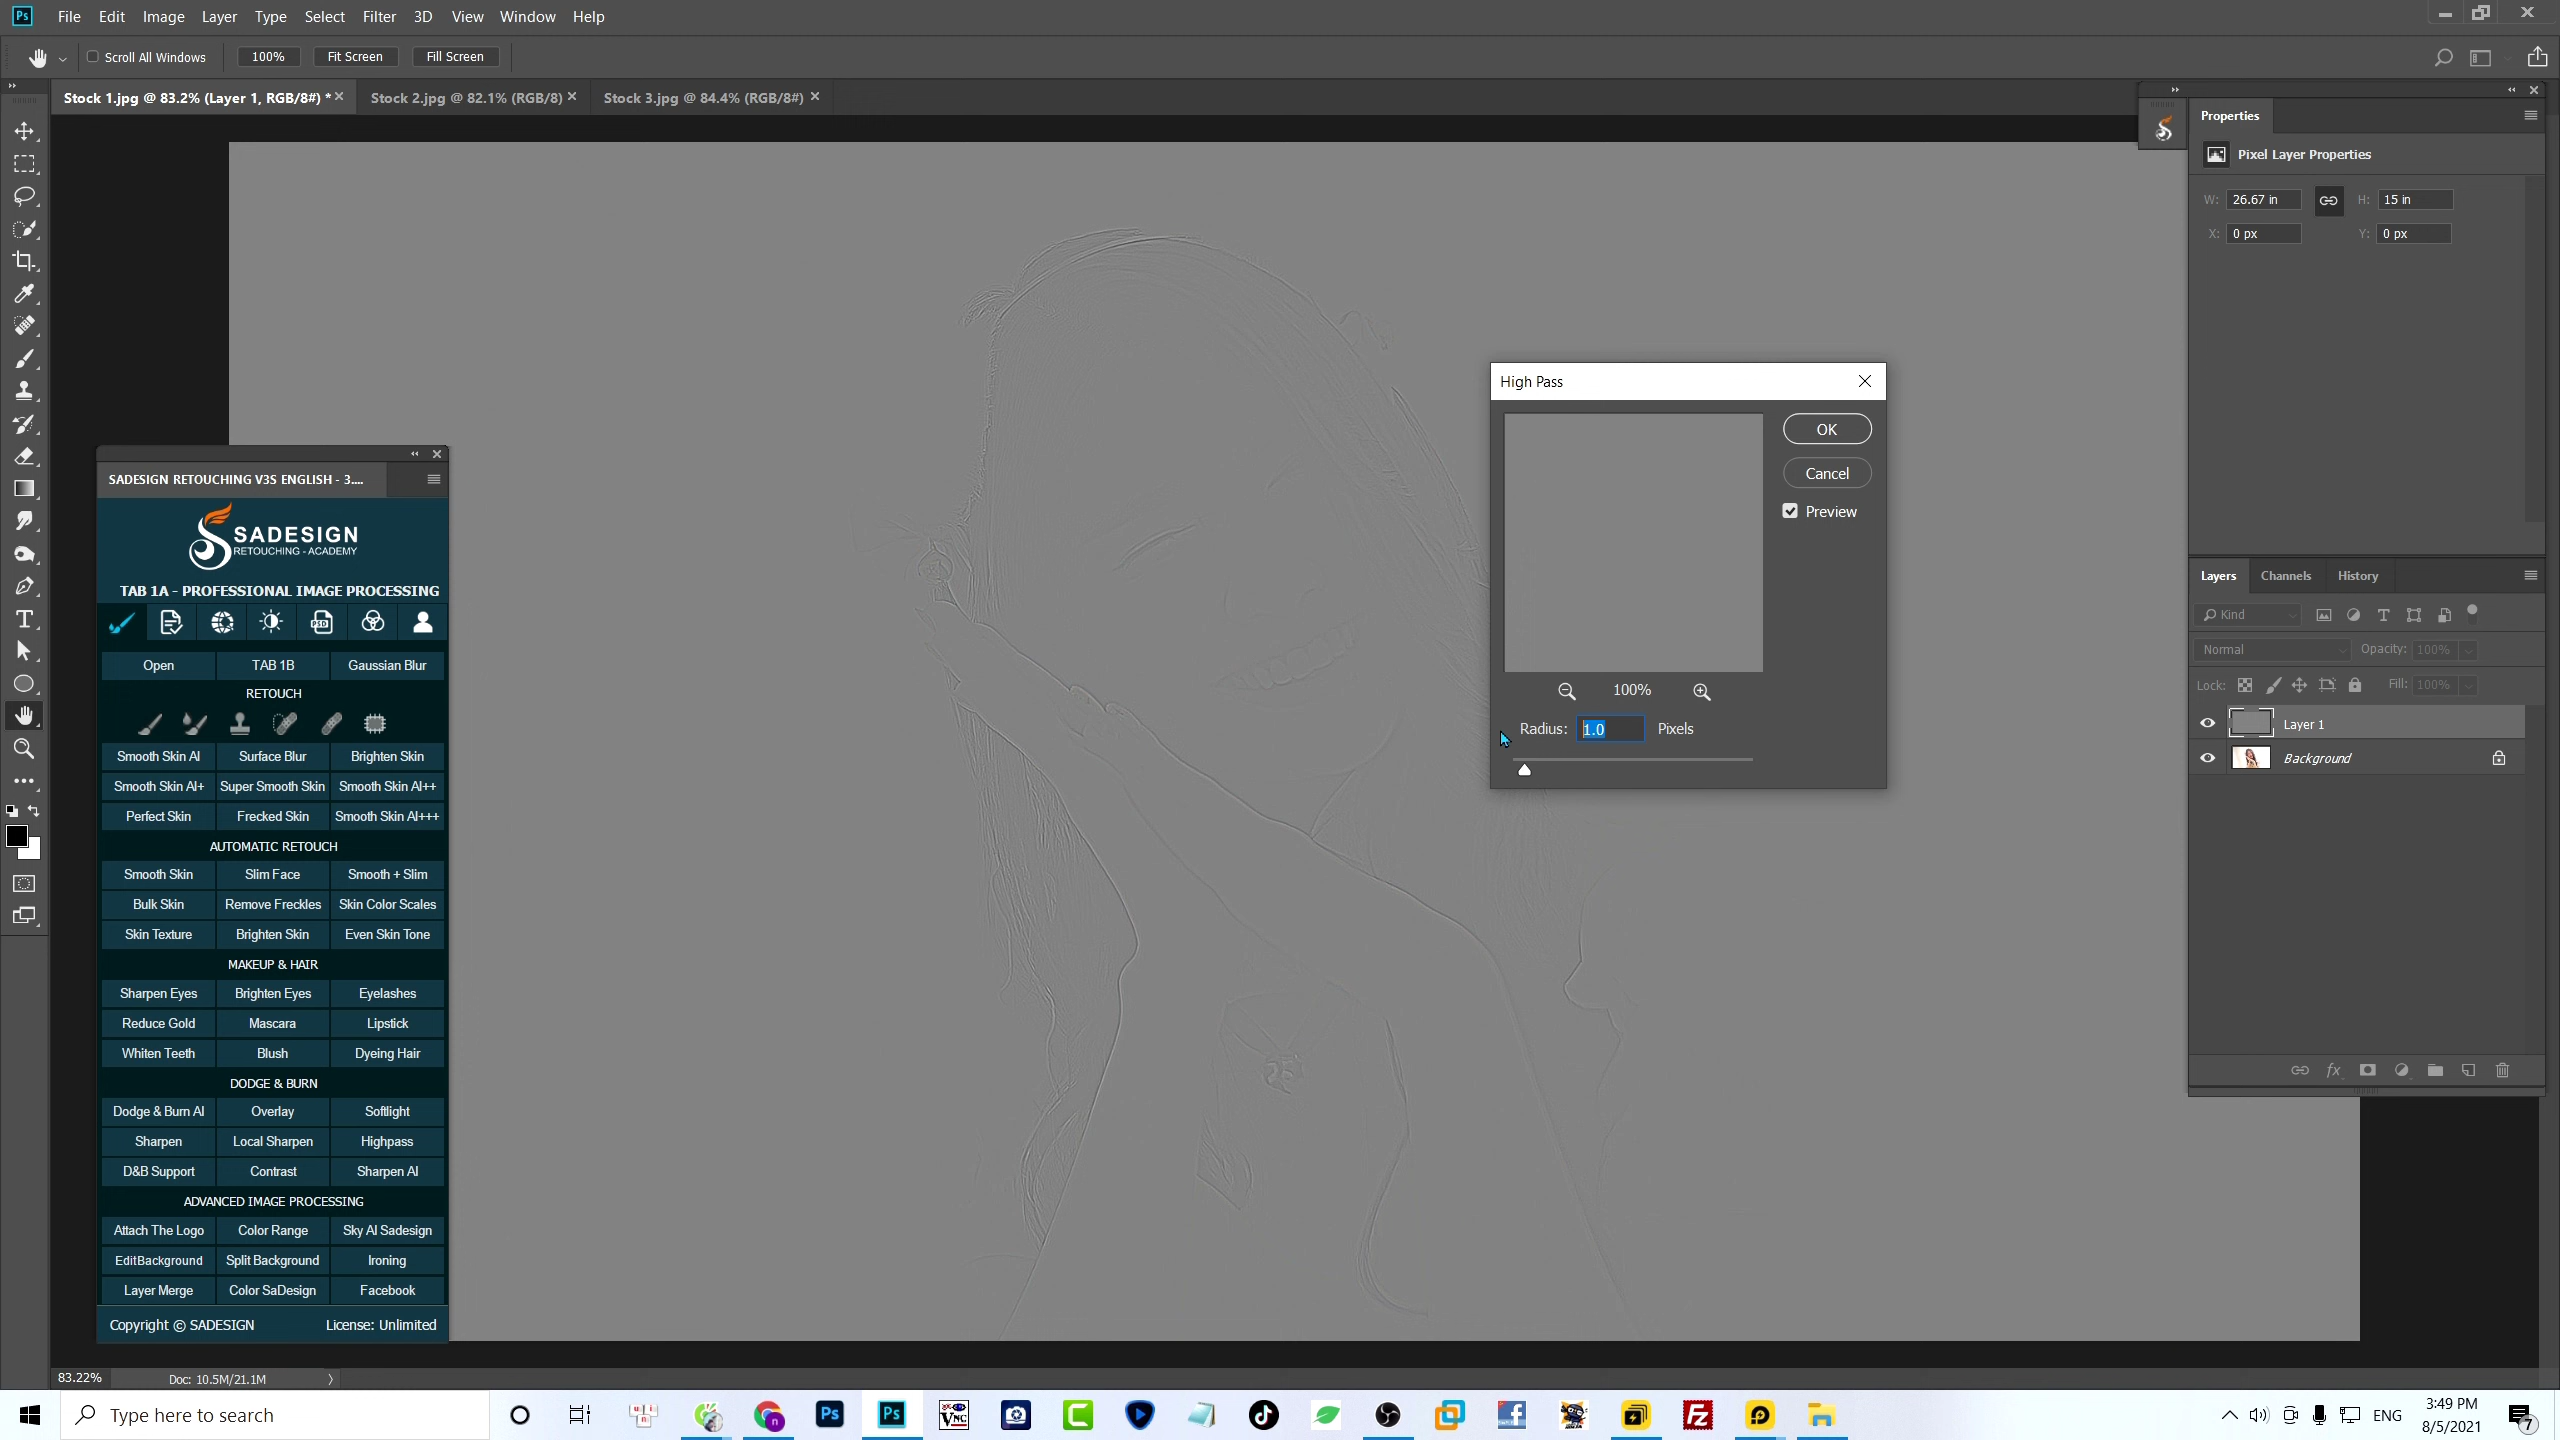 Ps File Edit Image Layer Type Select Filter 3D View Window Help
Scroll All Windows 100% Fit Screen Fill Screen
Stock 1.jpg @ 83.2% (Layer 1, RGB/8#) * Stock 2.jpg @ 82.1% (RGB/8) Stock 3.jpg @ 84.4% (RGB/8#)
Properties
Pixel Layer Properties
W: 26.67 in H: 15 in
X: 0 px Y: 0 px
High Pass
OK
Cancel
Preview
100%
Radius: 1.0 Pixels
SADESIGN RETOUCHING V3S ENGLISH - 3....
SADESIGN
RETOUCHING - ACADEMY
TAB 1A - PROFESSIONAL IMAGE PROCESSING
PSD
Open TAB 1B Gaussian Blur
RETOUCH
Smooth Skin AI Surface Blur Brighten Skin
Smooth Skin AI+ Super Smooth Skin Smooth Skin AI++
Perfect Skin Frecked Skin Smooth Skin AI+++
AUTOMATIC RETOUCH
Smooth Skin Slim Face Smooth + Slim
Bulk Skin Remove Freckles Skin Color Scales
Skin Texture Brighten Skin Even Skin Tone
MAKEUP & HAIR
Sharpen Eyes Brighten Eyes Eyelashes
Reduce Gold Mascara Lipstick
Whiten Teeth Blush Dyeing Hair
DODGE & BURN
Dodge & Burn AI Overlay Softlight
Sharpen Local Sharpen Highpass
D&B Support Contrast Sharpen AI
ADVANCED IMAGE PROCESSING
Attach The Logo Color Range Sky AI Sadesign
EditBackground Split Background Ironing
Layer Merge Color SaDesign Facebook
Copyright © SADESIGN License: Unlimited
Layers Channels History
Kind
Normal Opacity: 100%
Lock: Fill: 100%
Layer 1
Background
fx
83.22% Doc: 10.5M/21.1M
Type here to search
Ps Ps VNC
ENG
3:49 PM
8/5/2021
7